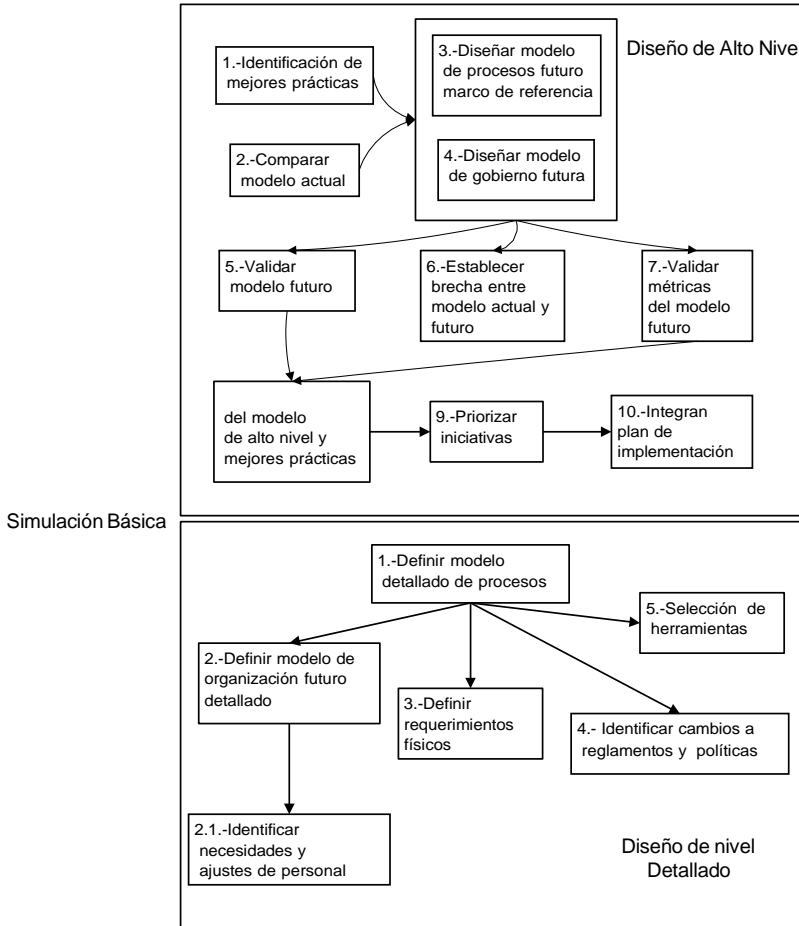 Diseño de Alto Nive
1.-Identificación de
mejores prácticas
3.-Diseñar modelo
de procesos futuro
marco de referencia
2.-Comparar
modelo actual
4.-Diseñar modelo
de gobierno futura
5.-Validar
modelo futuro
6.-Establecer
brecha entre
modelo actual y
futuro
7.-Validar
métricas
del modelo
futuro
del modelo
de alto nivel y
mejores prácticas
9.-Priorizar
iniciativas
10.-Integran
plan de
implementación
Simulación Básica
1.-Definir modelo
detallado de procesos
5.-Selección de
herramientas
2.-Definir modelo de
organización futuro
detallado
3.-Definir
requerimientos
físicos
4.- Identificar cambios a
reglamentos y políticas
2.1.-Identificar
necesidades y
ajustes de personal
Diseño de nivel
Detallado